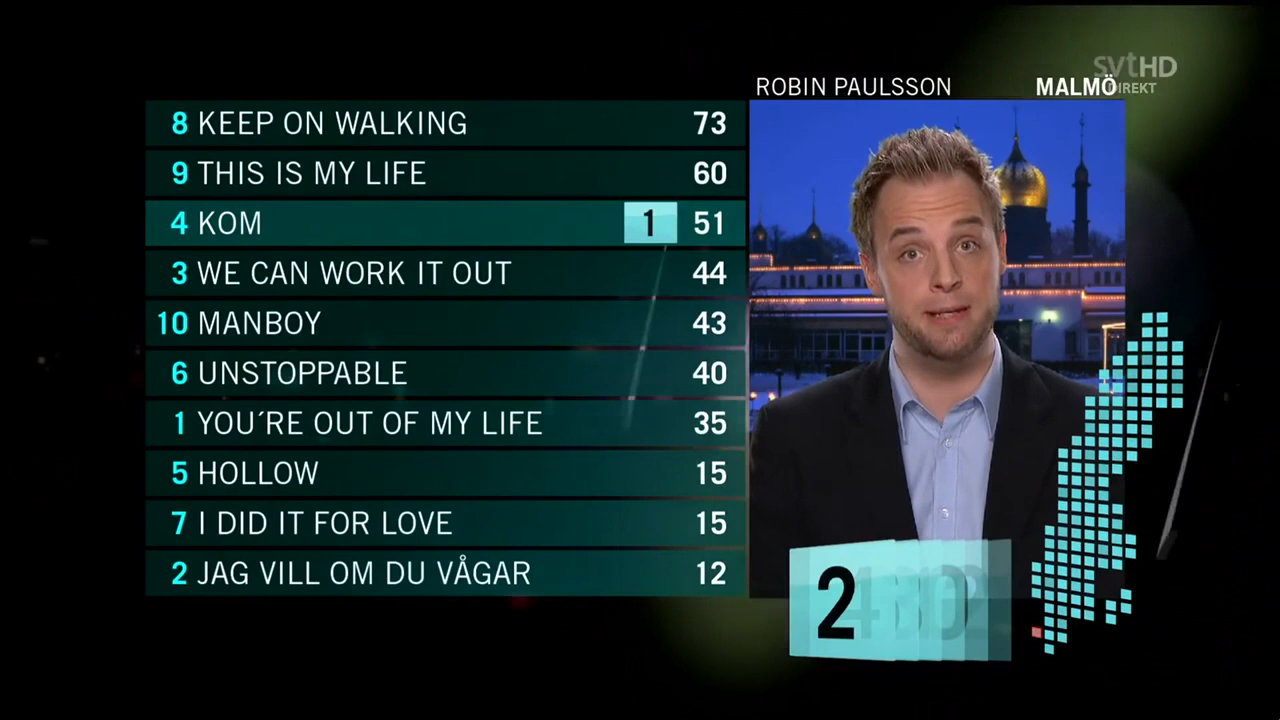 svtHD
DIREKT
ROBIN PAULSSON MALMÖ
8 KEEP ON WALKING 73
9 THIS IS MY LIFE 60
4 KOM 1 51
3 WE CAN WORK IT OUT 44
10 MANBOY 43
6 UNSTOPPABLE 40
1 YOU´RE OUT OF MY LIFE 35
5 HOLLOW 15
7 I DID IT FOR LOVE 15
2 JAG VILL OM DU VÅGAR 12
2